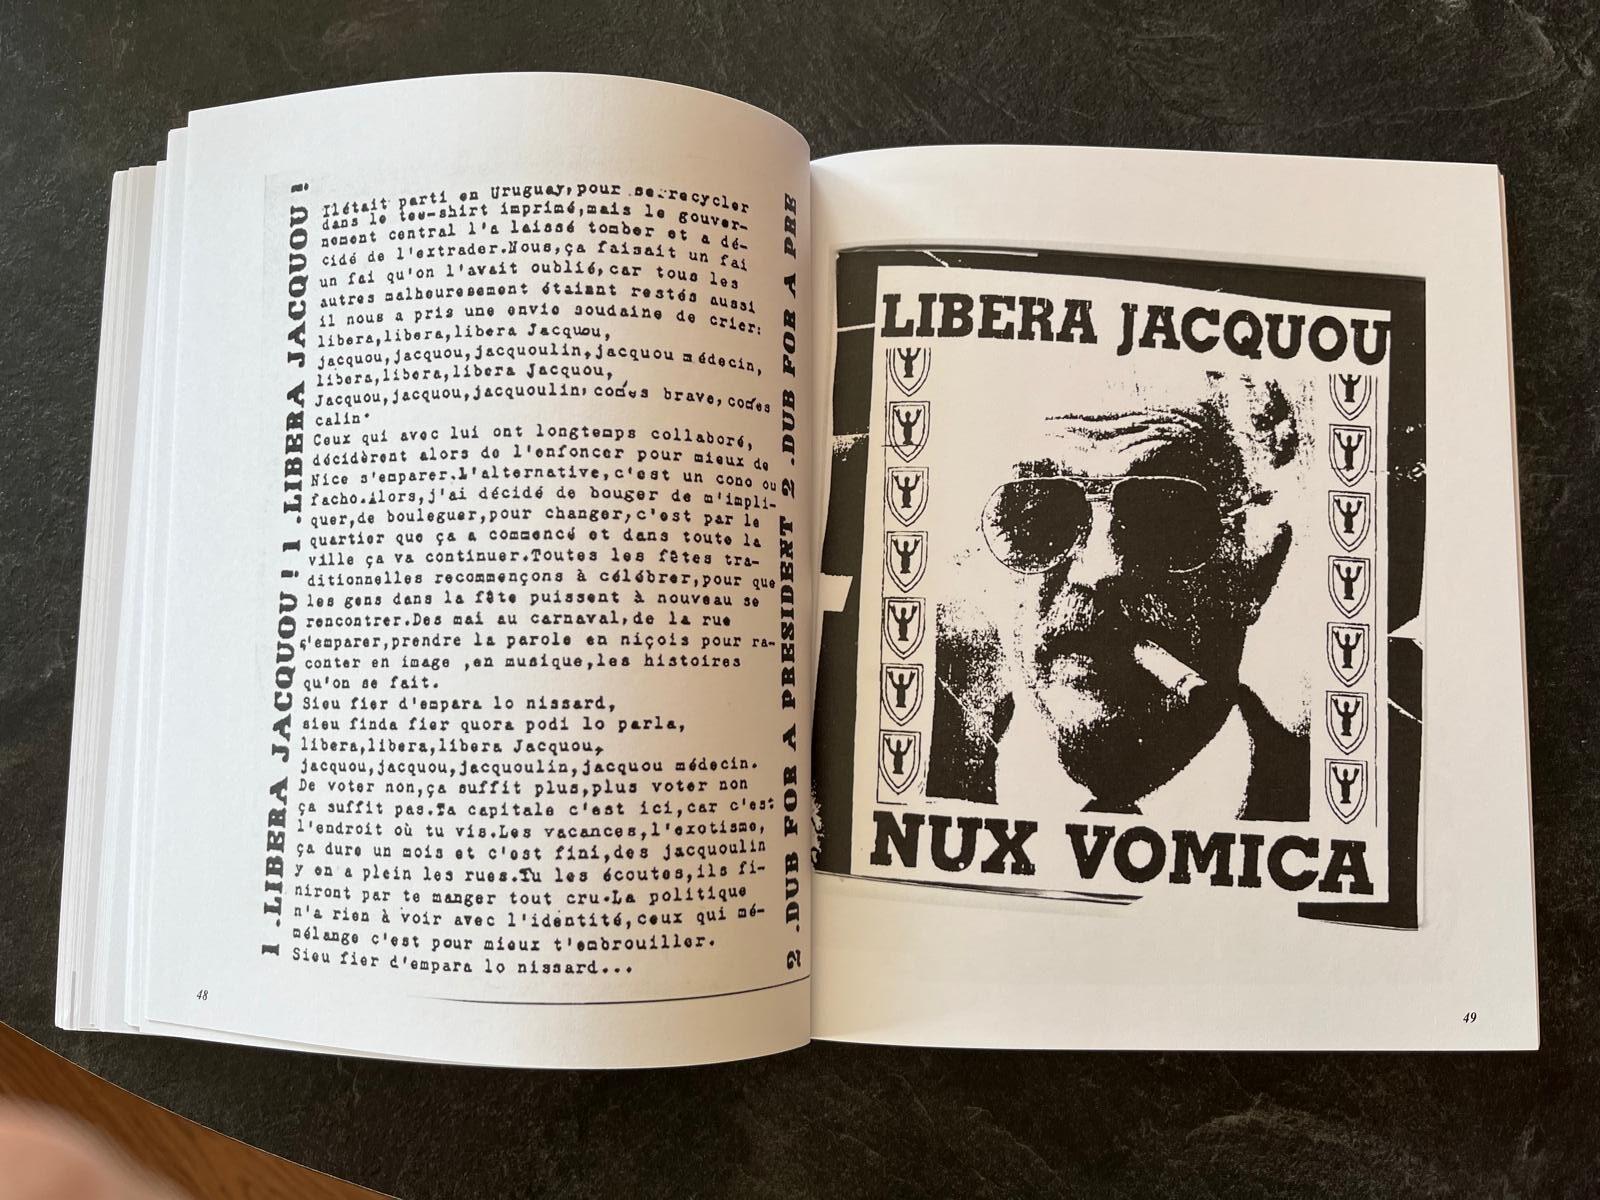 1 .LIBERA JACQUOU ! 1 .LIBERA JACQUOU !
Ilétait parti en Uruguay,pour se recycler
dans le tee-shirt imprimé,mais le gouver-
nement central l'a laissé tomber et a dé-
cidé de l'extrader.Nous,ça faisait un fai
un fai qu'on l'avait oublié,car tous les
autres malheuresement étaiant restés aussi
il nous a pris une envie soudaine de crier:
libera,libera,libera Jacquou,
jacquou,jacquou,jacquoulin,jacquou médecin,
libera,libera,libera Jacquou,
Jacquou,jacquou,jacquoulin, brave,
calin.
Ceux qui avec lui ont longtemps collaboré,
décidèrent alors de l'enfoncer pour mieux de
Nice s'emparer.L'alternative,c'est un cono ou
facho.Alors,j'ai décidé de bouger de m'impli-
quer,de bouleguer,pour changer,c'est par le
quartier que ça a commencé et dans toute la
ville ça va continuer.Toutes les fêtes tra-
ditionnelles recommençons à célébrer,pour que
les gens dans la fête puissent à nouveau se
rencontrer.Des mai au carnaval,de la rue
s'emparer,prendre la parole en niçois pour ra-
conter en image ,en musique,les histoires
qu'on se fait.
Sieu fier d'empara lo nissard,
sieu finda fier quora podi lo parla,
libera,libera,libera Jacquou,
jacquou,jacquou,jacquoulin,jacquou médecin.
De voter non,ça suffit plus,plus voter non
ça suffit pas.Ta capitale c'est ici,car c'est
l'endroit où tu vis.Les vacances,l'exotisme,
ça dure un mois et c'est fini,des jacquoulin
y en a plein les rues.Tu les écoutes,ils fi-
niront par te manger tout cru.La politique
n'a rien à voir avec l'identité,ceux qui mé-
mélange c'est pour mieux t'embrouiller.
Sieu fier d'empara lo nissard...
2 .DUB FOR A PRESIDENT 2 .DUB FOR A PRE
48
LIBERA JACQUOU
NUX VOMICA
49